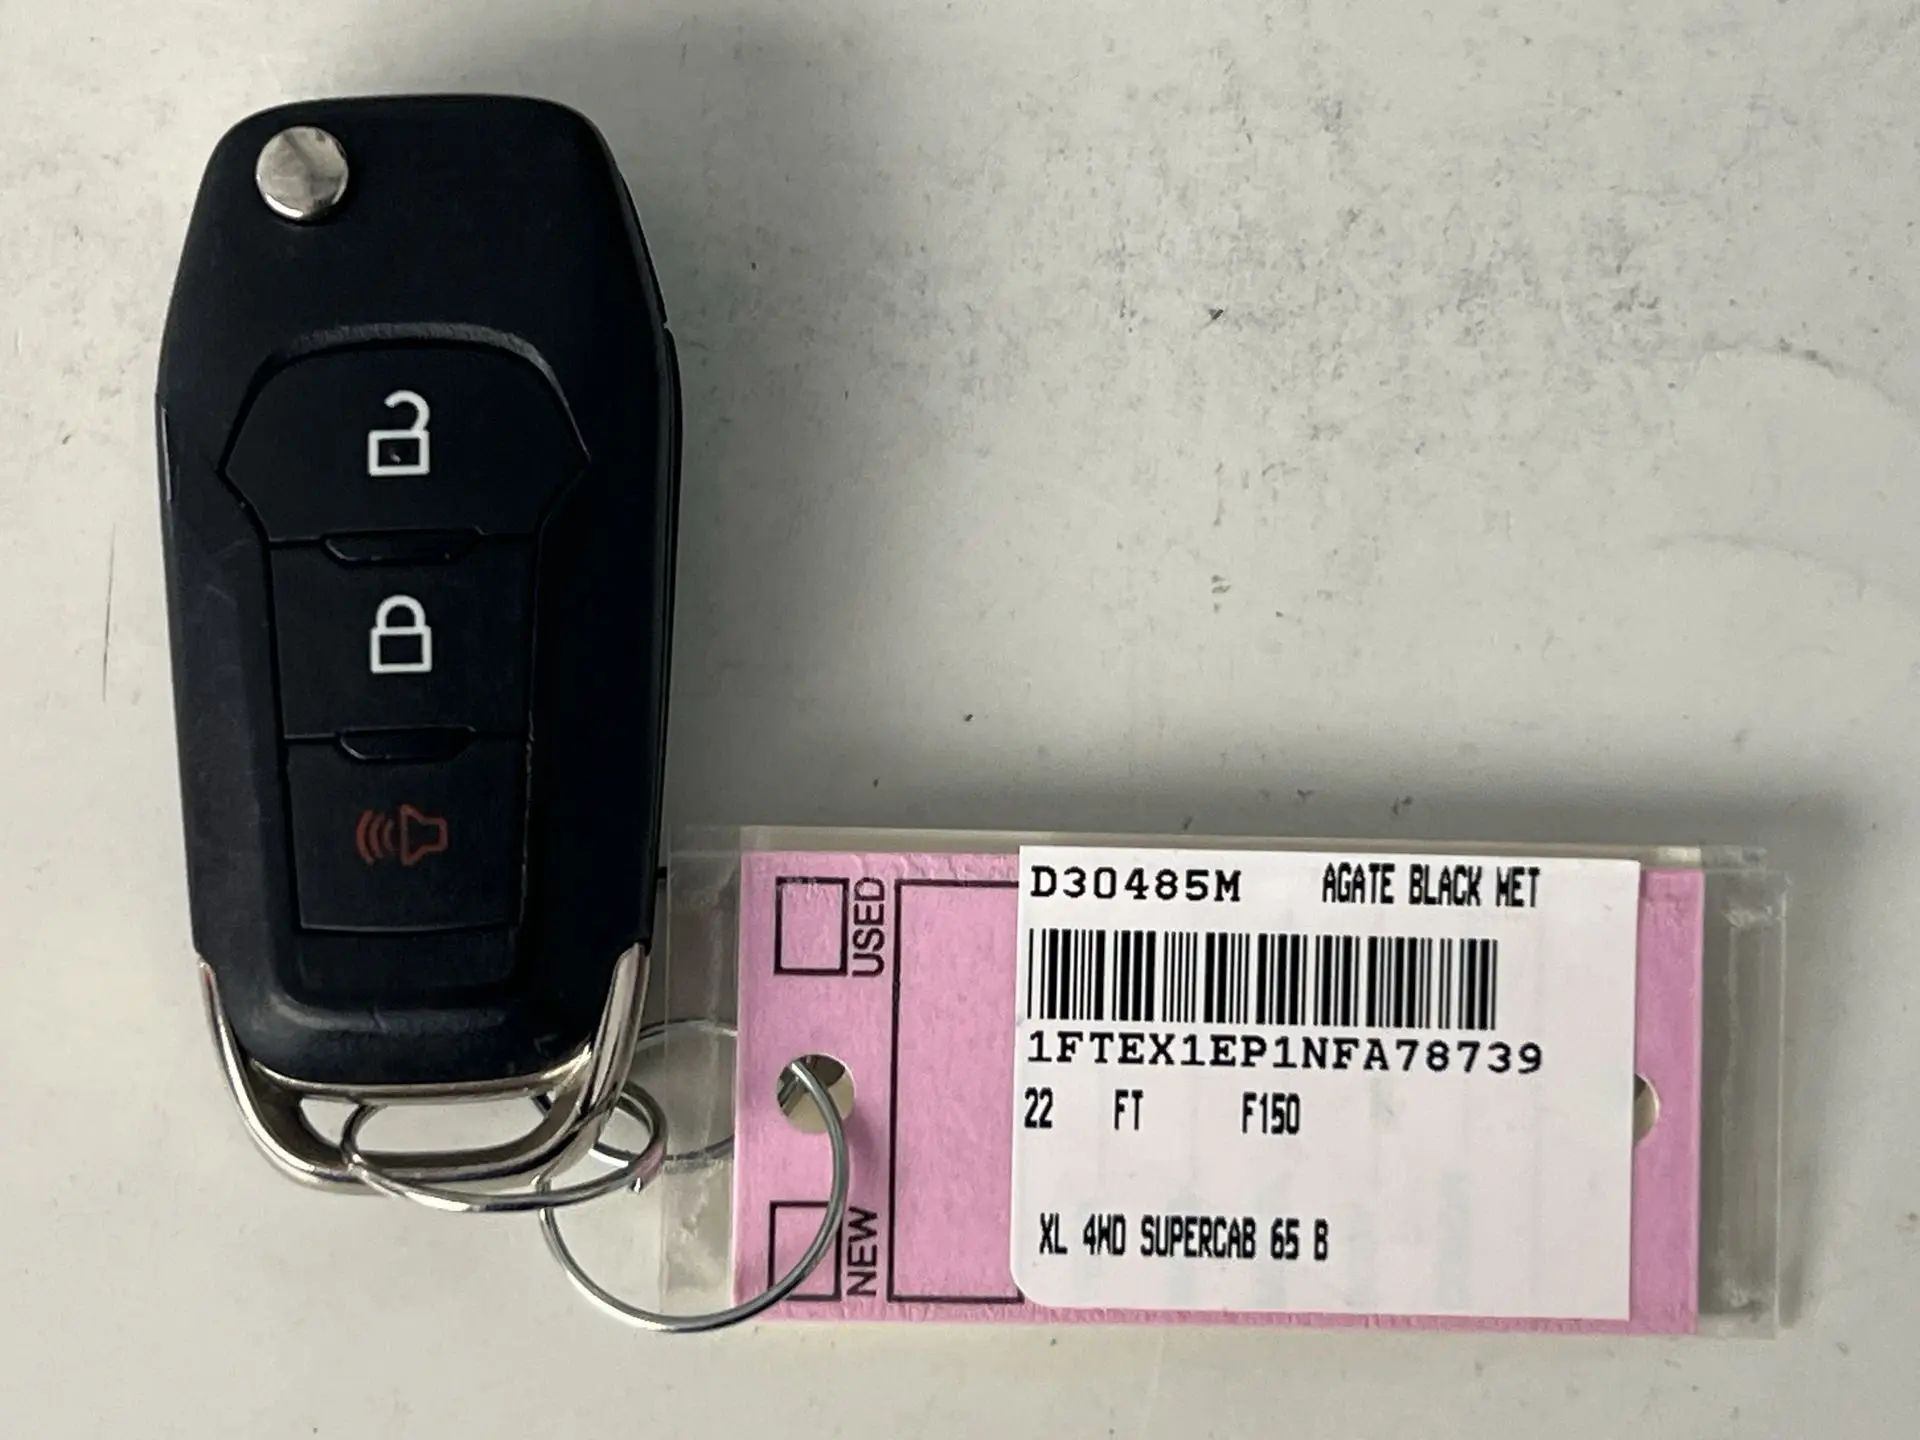 D30485M AGATE BLACK MET
1FTEX1EP1NFA78739
22 FT F150
XL 4WD SUPERCAB 65 B
USED
NEW